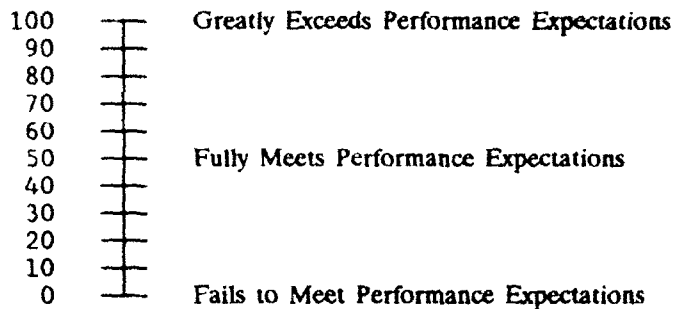 100 Greatly Exceeds Performance Expectations
90
80
70
60
50 Fully Meets Performance Expectations
40
30
20
10
0 Fails to Meet Performance Expectations